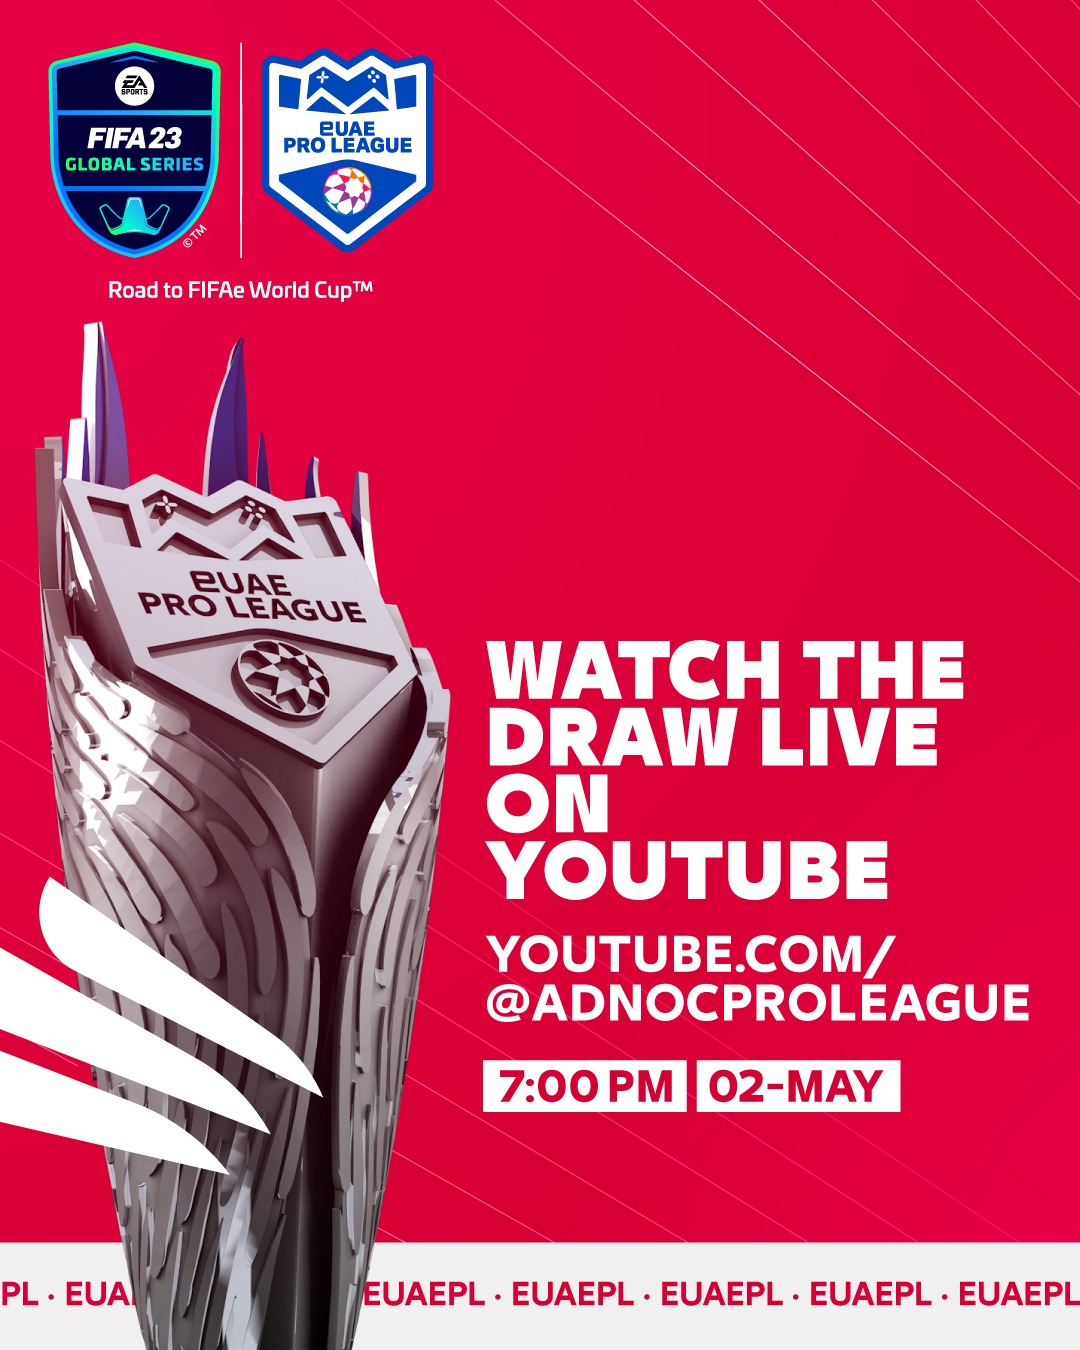 EA
SPORTS
FIFA 23
GLOBAL SERIES
©™
eUAE
PRO LEAGUE
Road to FIFAe World Cup™
eUAE
PRO LEAGUE
WATCH THE
DRAW LIVE
ON
YOUTUBE
YOUTUBE.COM/
@ADNOCPROLEAGUE
7:00 PM 02-MAY
PL · EUA EUAEPL · EUAEPL · EUAEPL · EUAEPL · EUAEPL